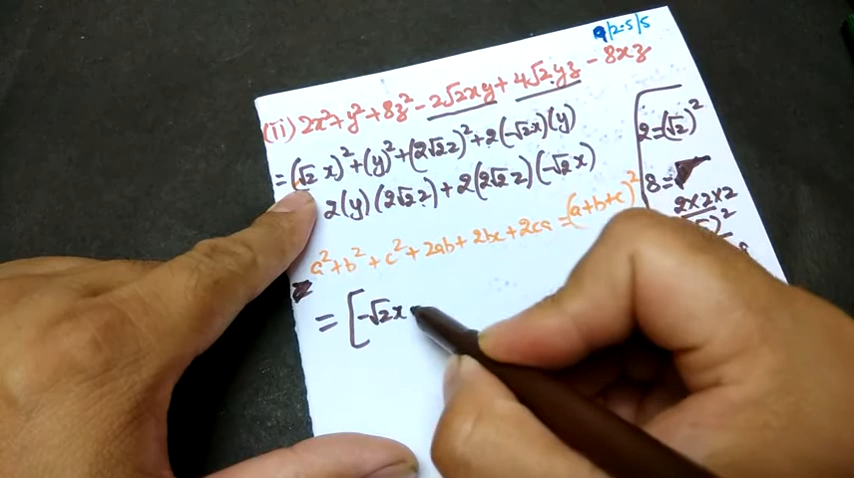 9/2·5/5
(ii) 2x²+y²+8z²-2√2xy+4√2yz-8xz
=(√2x)²+(y)²+(2√2z)²+2(-√2x)(y)
2(y)(2√2z)+2(2√2z)(-√2x)
a²+b²+c²+2ab+2bc+2ca=(a+b+c)²
=[-√2x
2=(√2)²
8=√
2×2×2